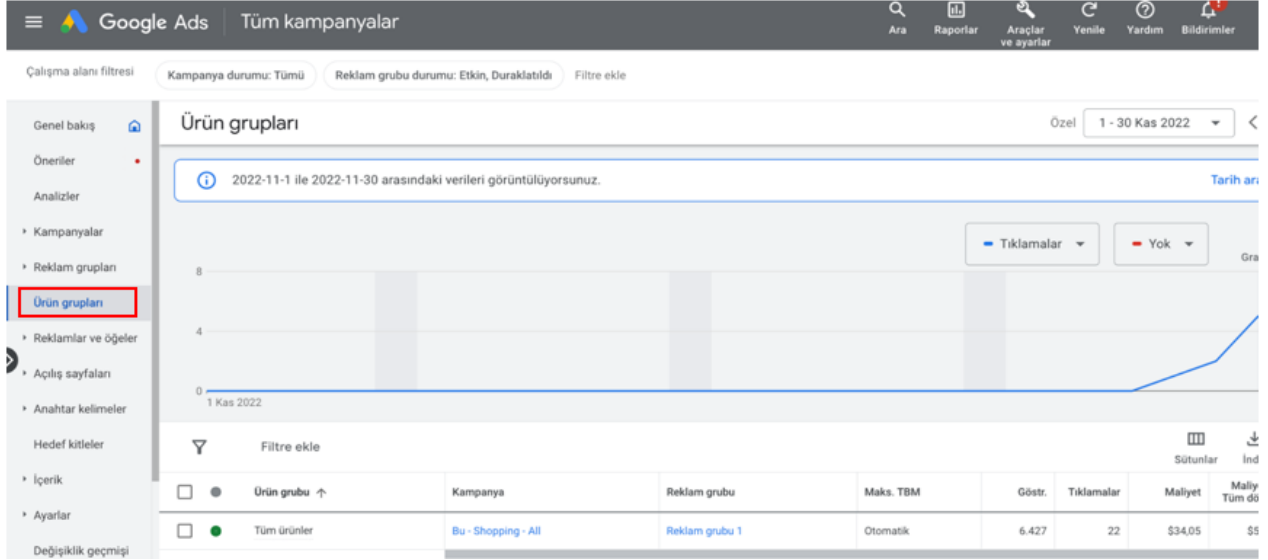 Google Ads Tüm kampanyalar
Ara
Raporlar
Araçlar
ve ayarlar
Yenile
Yardım
Bildirimler
Çalışma alanı filtresi
Kampanya durumu: Tümü
Reklam grubu durumu: Etkin, Duraklatıldı
Filtre ekle
Genel bakış
Öneriler
Analizler
Kampanyalar
Reklam grupları
Ürün grupları
Reklamlar ve öğeler
Açılış sayfaları
Anahtar kelimeler
Hedef kitleler
İçerik
Ayarlar
Değişiklik geçmişi
Ürün grupları
Özel
1 - 30 Kas 2022
2022-11-1 ile 2022-11-30 arasındaki verileri görüntülüyorsunuz.
Tarih
Tıklamalar
Yok
8
4
0
1 Kas 2022
Filtre ekle
Sütunlar
Ürün grubu
Kampanya
Reklam grubu
Maks. TBM
Göstr.
Tıklamalar
Maliyet
Tüm ürünler
Bu - Shopping - All
Reklam grubu 1
Otomatik
6.427
22
$34,05